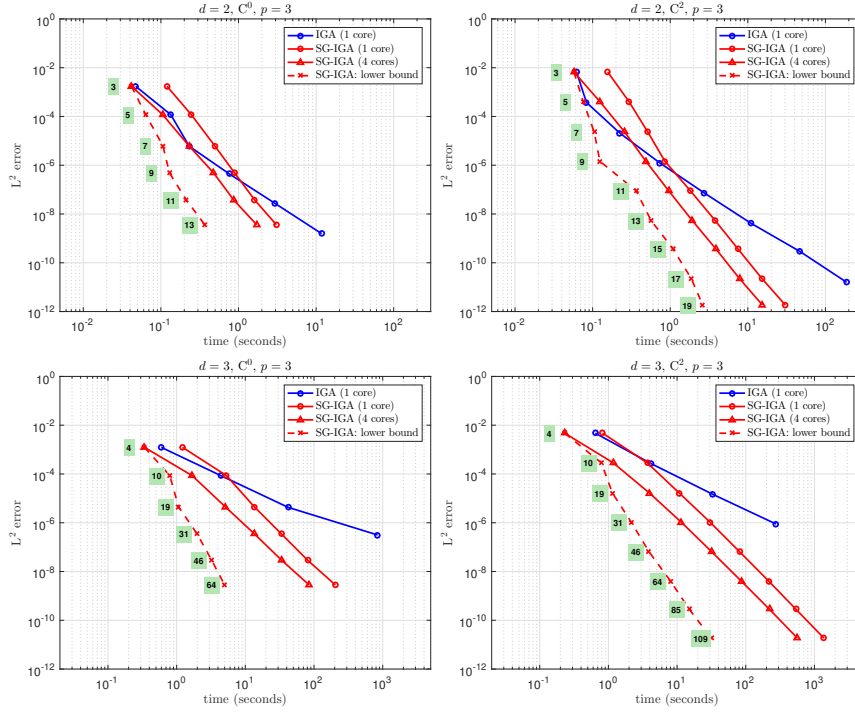 d = 2, C⁰, p = 3
10⁰
10⁻²
10⁻⁴
10⁻⁶
10⁻⁸
10⁻¹⁰
10⁻¹²
L² error
IGA (1 core)
SG-IGA (1 core)
SG-IGA (4 cores)
SG-IGA: lower bound
3
5
7
9
11
13
10⁻² 10⁻¹ 10⁰ 10¹ 10²
time (seconds)
d = 2, C², p = 3
10⁰
10⁻²
10⁻⁴
10⁻⁶
10⁻⁸
10⁻¹⁰
10⁻¹²
L² error
IGA (1 core)
SG-IGA (1 core)
SG-IGA (4 cores)
SG-IGA: lower bound
3
5
7
9
11
13
15
17
19
10⁻² 10⁻¹ 10⁰ 10¹ 10²
time (seconds)
d = 3, C⁰, p = 3
10⁰
10⁻²
10⁻⁴
10⁻⁶
10⁻⁸
10⁻¹⁰
10⁻¹²
L² error
IGA (1 core)
SG-IGA (1 core)
SG-IGA (4 cores)
SG-IGA: lower bound
4
10
19
31
46
64
10⁻¹ 10⁰ 10¹ 10² 10³
time (seconds)
d = 3, C², p = 3
10⁰
10⁻²
10⁻⁴
10⁻⁶
10⁻⁸
10⁻¹⁰
10⁻¹²
L² error
IGA (1 core)
SG-IGA (1 core)
SG-IGA (4 cores)
SG-IGA: lower bound
4
10
19
31
46
64
85
109
10⁻¹ 10⁰ 10¹ 10² 10³
time (seconds)